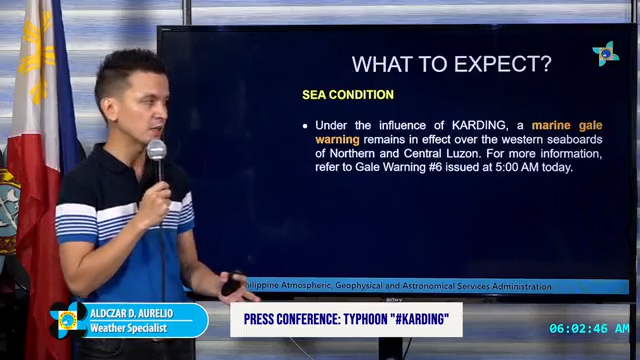 WHAT TO EXPECT?
SEA CONDITION
• Under the influence of KARDING, a marine gale
warning remains in effect over the western seaboards
of Northern and Central Luzon. For more information,
refer to Gale Warning #6 issued at 5:00 AM today.
Philippine Atmospheric, Geophysical and Astronomical Services Administration
SONY
ALDCZAR D. AURELIO
Weather Specialist
PRESS CONFERENCE: TYPHOON "#KARDING"
06:02:46 AM